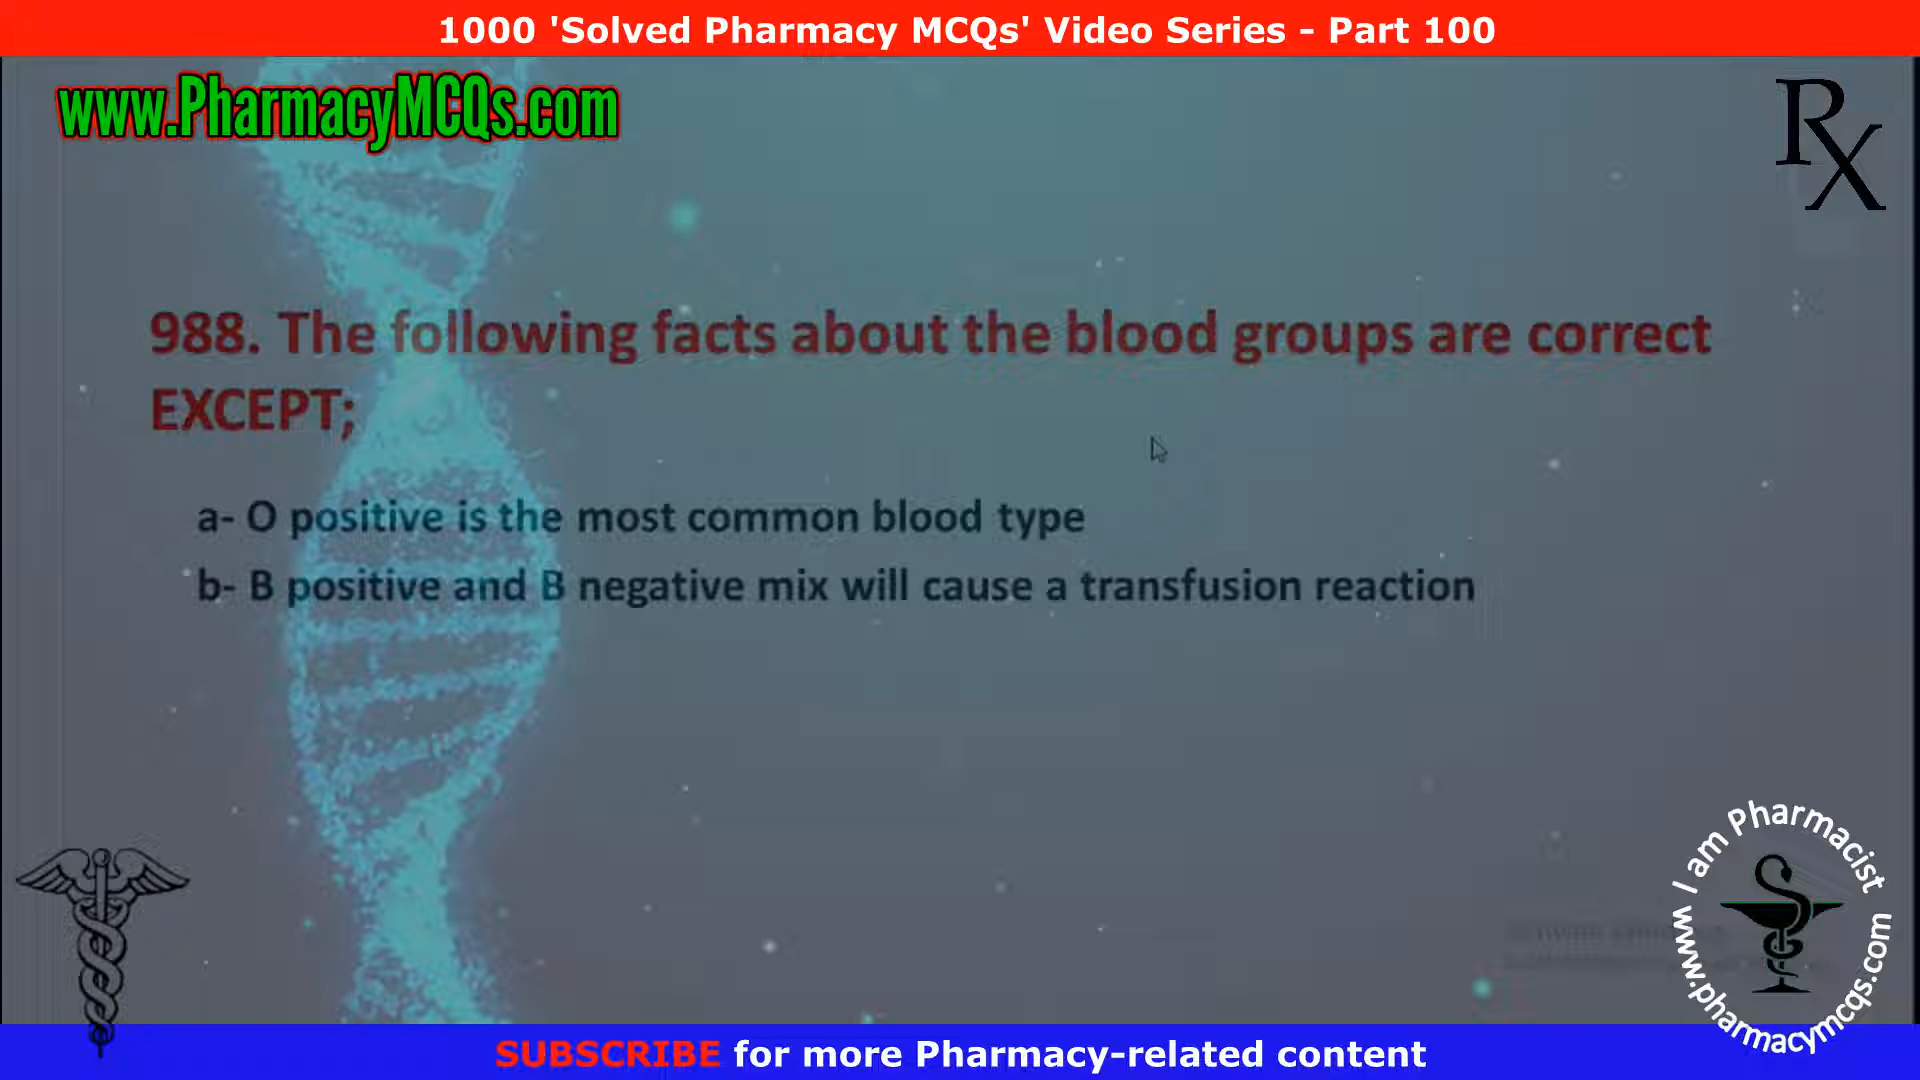 1000 'Solved Pharmacy MCQs' Video Series - Part 100
www.PharmacyMCQs.com
Rx
988. The following facts about the blood groups are correct
EXCEPT;
a- O positive is the most common blood type
b- B positive and B negative mix will cause a transfusion reaction
I am Pharmacist
www.pharmacymcqs.com
SUBSCRIBE for more Pharmacy-related content